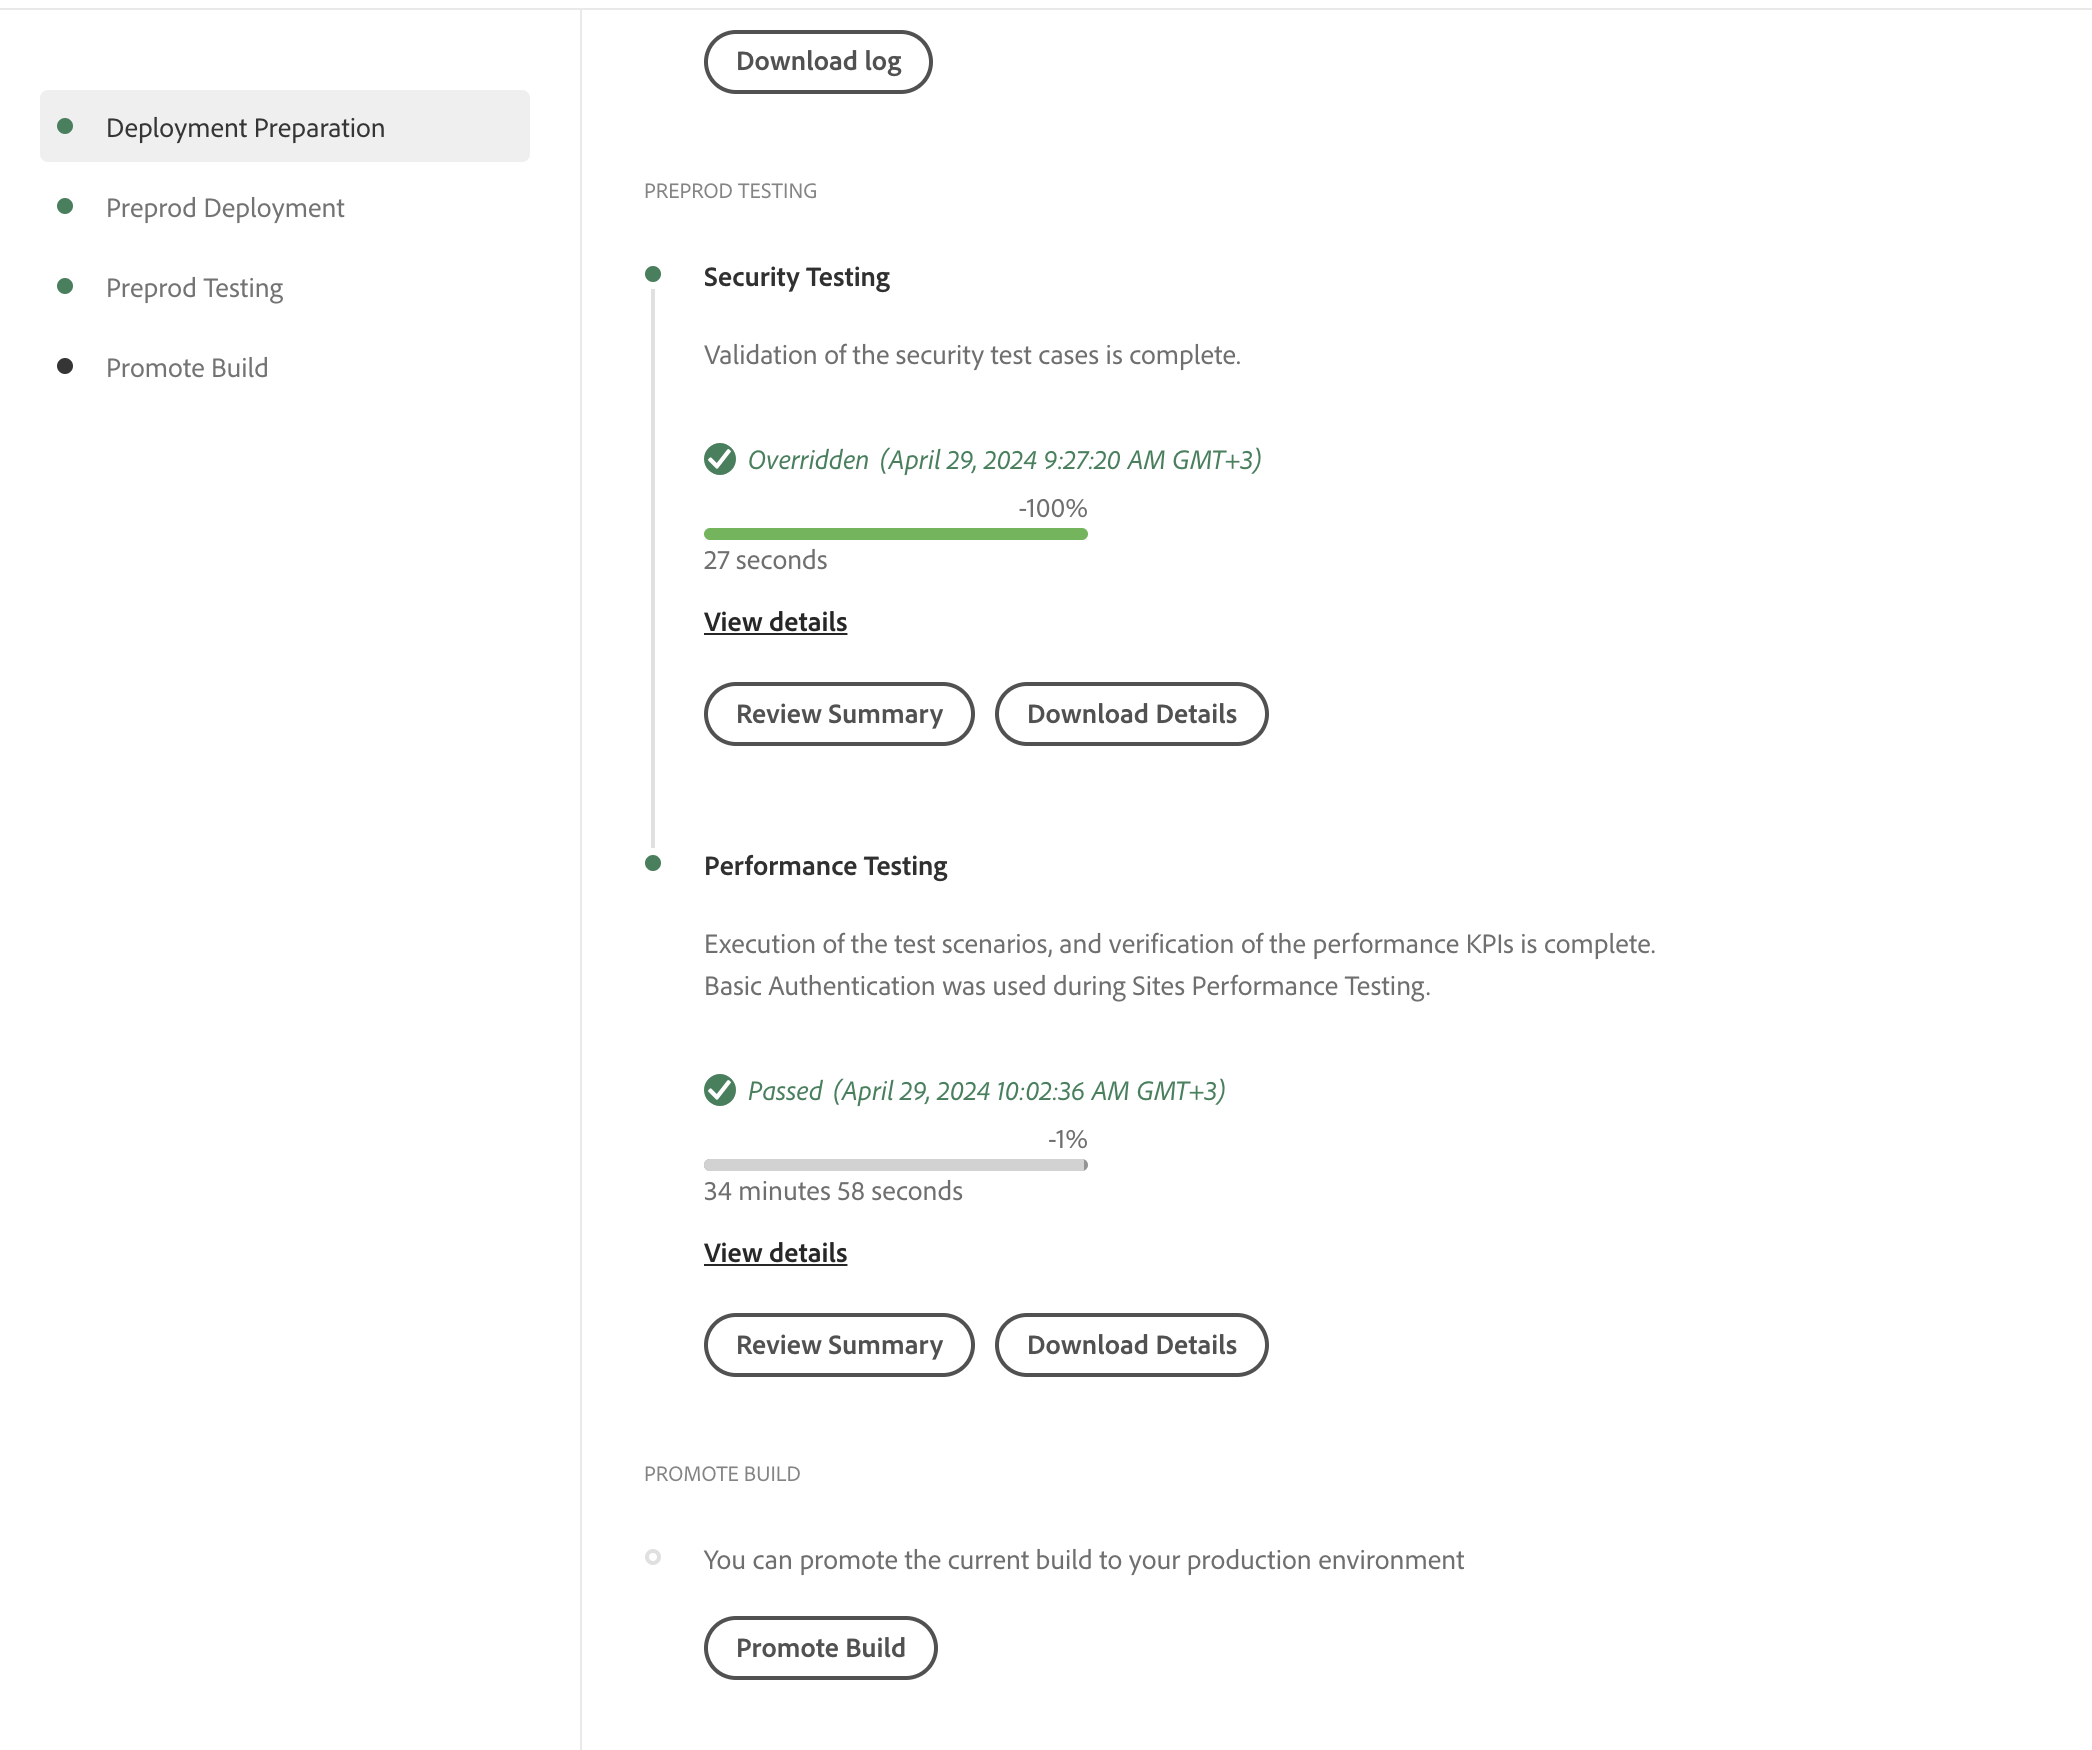 Deployment Preparation
Preprod Deployment
Preprod Testing
Promote Build
Download log
PREPROD TESTING
Security Testing
Validation of the security test cases is complete.
Overridden (April 29, 2024 9:27:20 AM GMT+3)
-100%
27 seconds
View details
Review Summary
Download Details
Performance Testing
Execution of the test scenarios, and verification of the performance KPIs is complete.
Basic Authentication was used during Sites Performance Testing.
Passed (April 29, 2024 10:02:36 AM GMT+3)
-1%
34 minutes 58 seconds
View details
Review Summary
Download Details
PROMOTE BUILD
You can promote the current build to your production environment
Promote Build